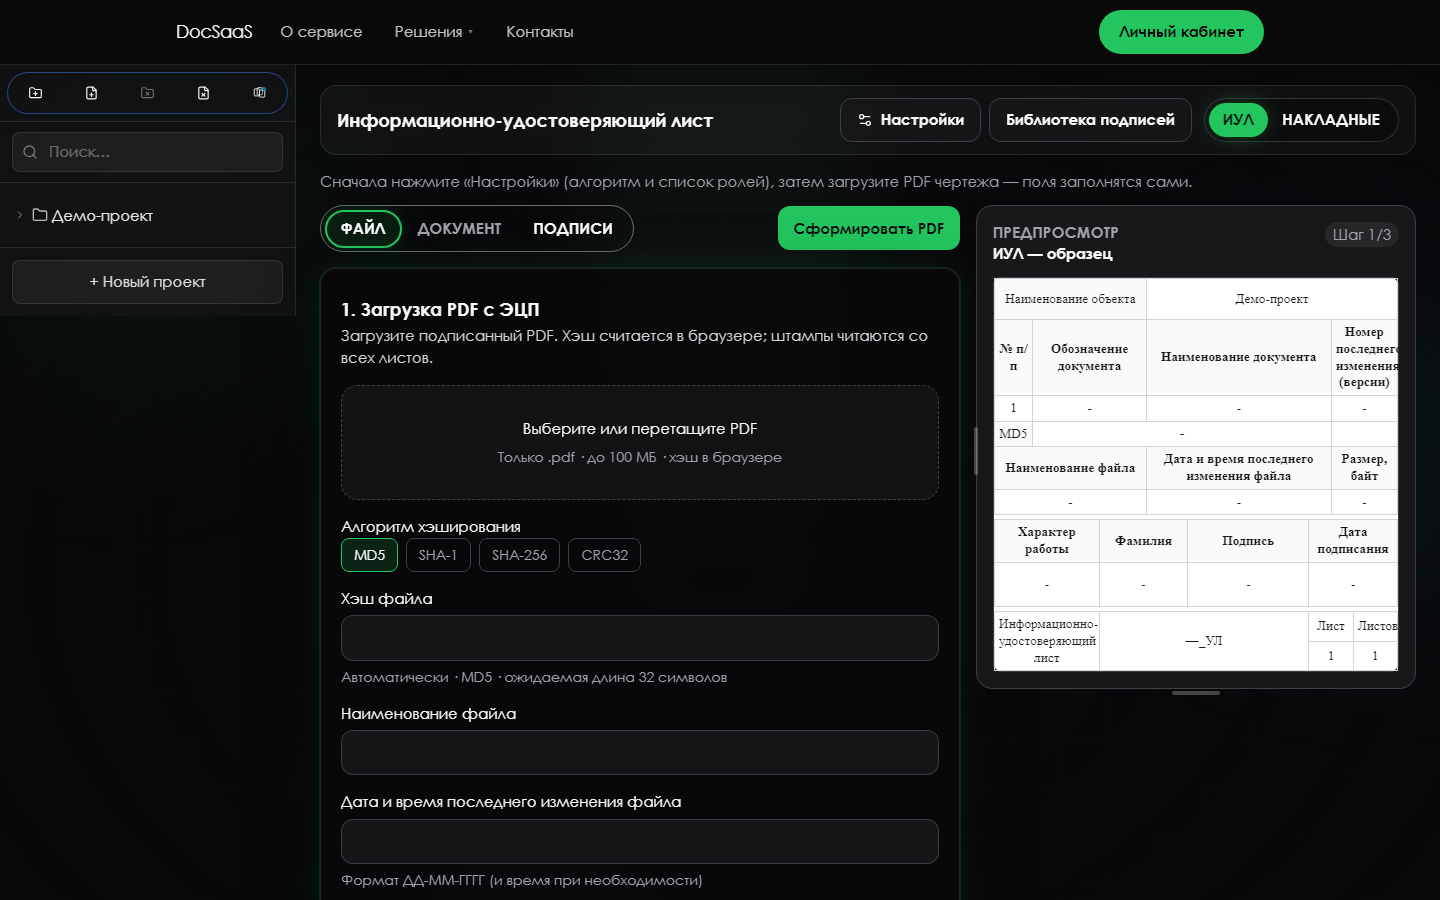 DocSaaS
О сервисе
Решения
Контакты
Личный кабинет
Поиск...
Демо-проект
+ Новый проект
Информационно-удостоверяющий лист
Настройки
Библиотека подписей
ИУЛ
НАКЛАДНЫЕ
Сначала нажмите «Настройки» (алгоритм и список ролей), затем загрузите PDF чертежа — поля заполнятся сами.
ФАЙЛ
ДОКУМЕНТ
ПОДПИСИ
Сформировать PDF
1. Загрузка PDF с ЭЦП
Загрузите подписанный PDF. Хэш считается в браузере; штампы читаются со
всех листов.
Выберите или перетащите PDF
Только .pdf · до 100 МБ · хэш в браузере
Алгоритм хэширования
MD5
SHA-1
SHA-256
CRC32
Хэш файла
Автоматически · MD5 · ожидаемая длина 32 символов
Наименование файла
Дата и время последнего изменения файла
Формат ДД-ММ-ГГГГ (и время при необходимости)
ПРЕДПРОСМОТР
Шаг 1/3
ИУЛ — образец
Наименование объекта
Демо-проект
№ п/
п
Обозначение
документа
Наименование документа
Номер
последнего
изменения
(версии)
1
-
-
-
MD5
-
Наименование файла
Дата и время последнего
изменения файла
Размер,
байт
-
-
-
Характер
работы
Фамилия
Подпись
Дата
подписания
-
-
-
-
Информационно-
удостоверяющий
лист
—_УЛ
Лист
Листов
1
1